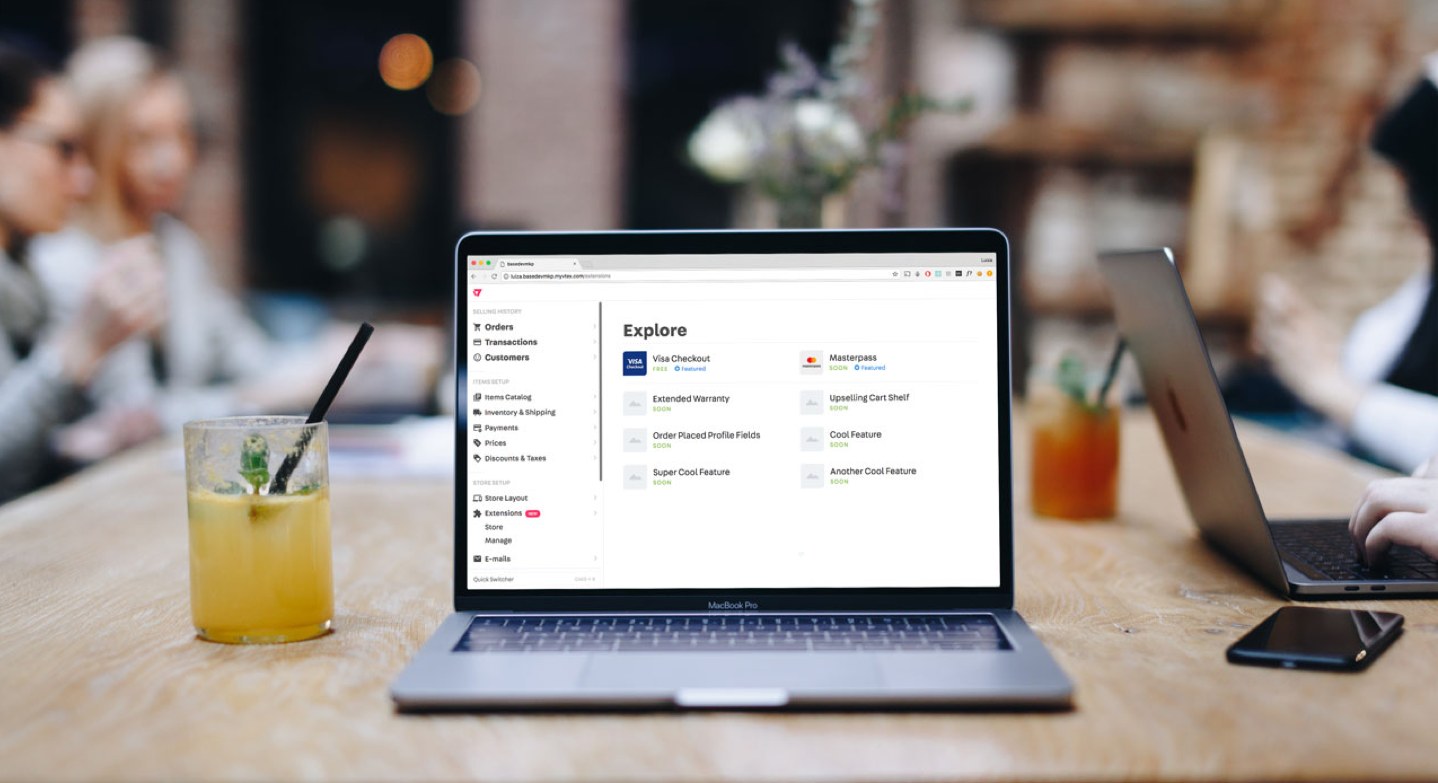 basedevmkp
Luiza
luiza.basedevmkp.myvtex.com/extensions
SELLING HISTORY
Orders
Transactions
Customers
ITEMS SETUP
Items Catalog
Inventory & Shipping
Payments
Prices
Discounts & Taxes
STORE SETUP
Store Layout
Extensions NEW
Store
Manage
E-mails
Quick Switcher
Explore
VISA
Checkout
Visa Checkout
FREE Featured
Masterpass
SOON Featured
Extended Warranty
SOON
Upselling Cart Shelf
SOON
Order Placed Profile Fields
SOON
Cool Feature
SOON
Super Cool Feature
SOON
Another Cool Feature
SOON
MacBook Pro